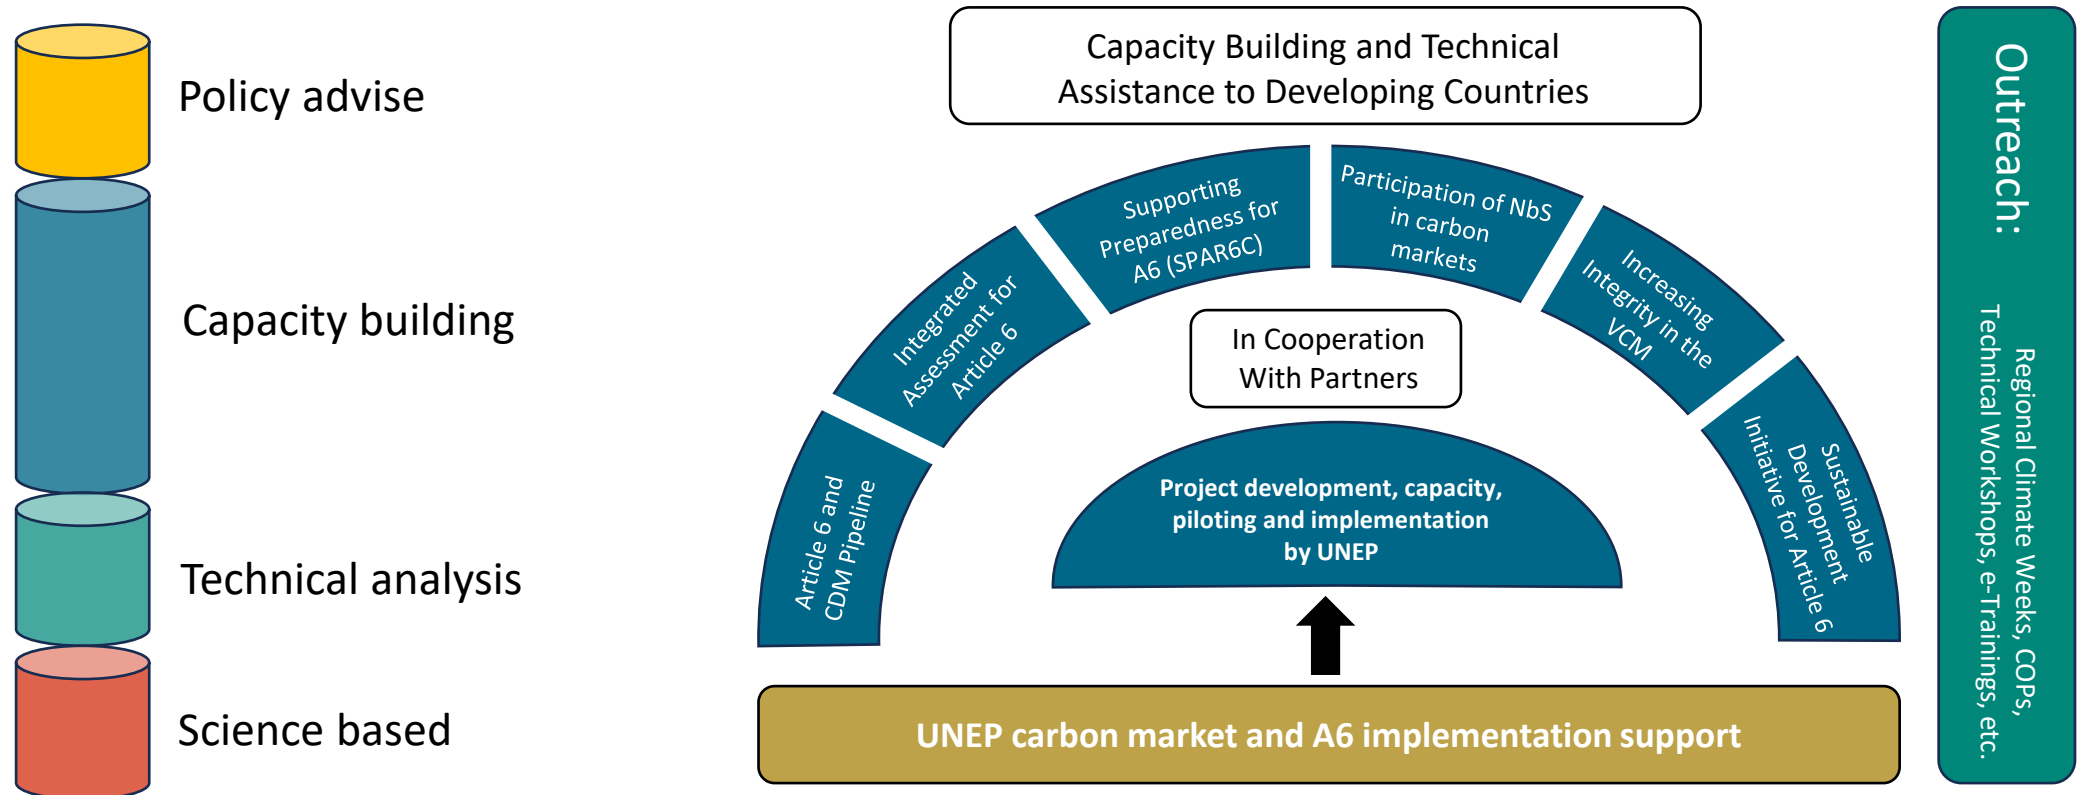 Policy advise
Capacity building
Technical analysis
Science based
Capacity Building and Technical
Assistance to Developing Countries
Article 6 and
CDM Pipeline
Integrated
Assessment for
Article 6
Supporting
Preparedness for
A6 (SPAR6C)
Participation of NbS
in carbon
markets
Increasing
Integrity in the
VCM
Sustainable
Development
Initiative for Article 6
In Cooperation
With Partners
Project development, capacity,
piloting and implementation
by UNEP
UNEP carbon market and A6 implementation support
Outreach:
Regional Climate Weeks, COPs,
Technical Workshops, e-Trainings, etc.